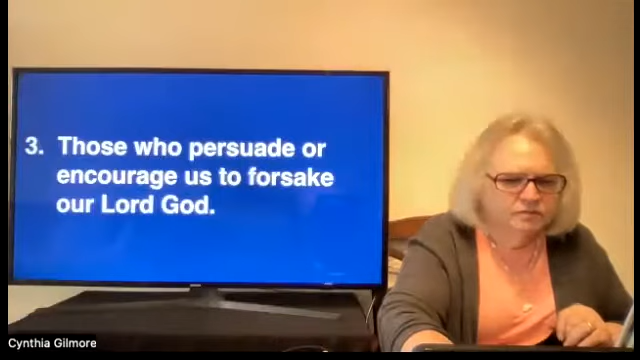 3. Those who persuade or
encourage us to forsake
our Lord God.
Cynthia Gilmore